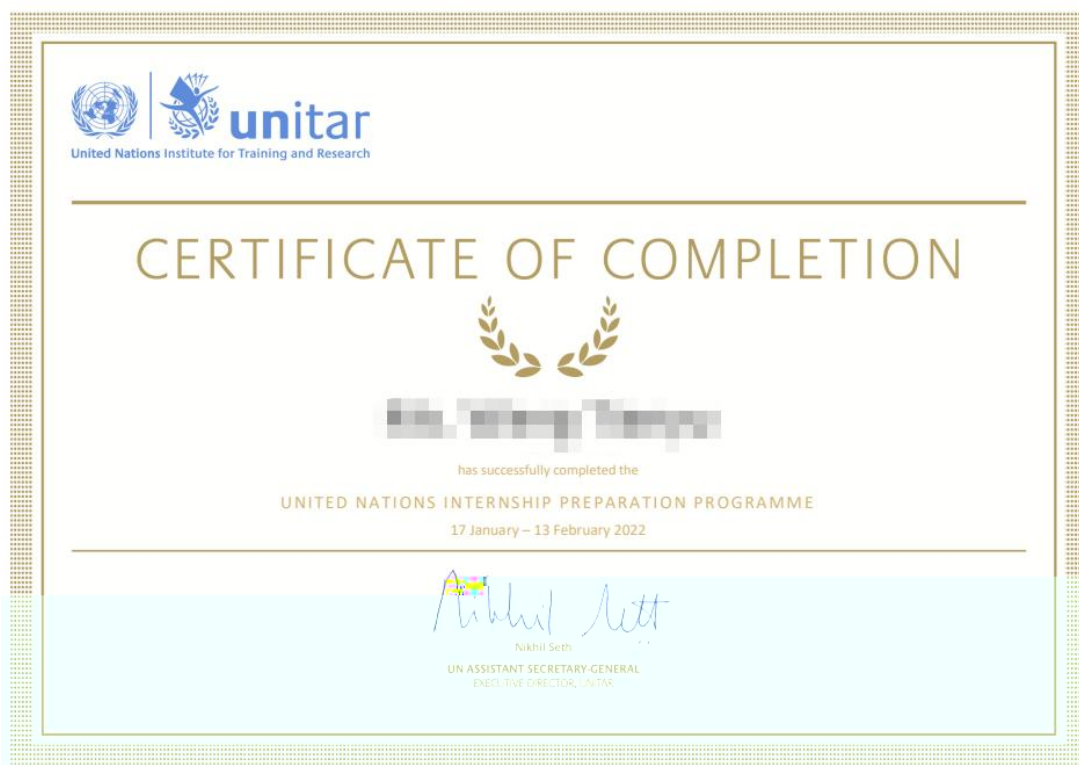 unitar
United Nations Institute for Training and Research
CERTIFICATE OF COMPLETION
has successfully completed the
UNITED NATIONS INTERNSHIP PREPARATION PROGRAMME
17 January – 13 February 2022
Nikhil Seth
UN ASSISTANT SECRETARY-GENERAL
EXECUTIVE DIRECTOR, UNITAR